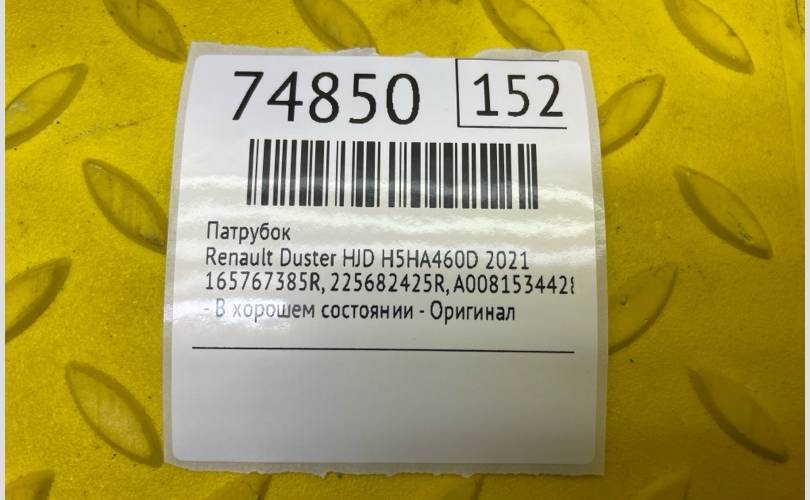 74850
152
Патрубок
Renault Duster HJD H5HA460D 2021
165767385R, 225682425R, A008153442
- В хорошем состоянии - Оригинал